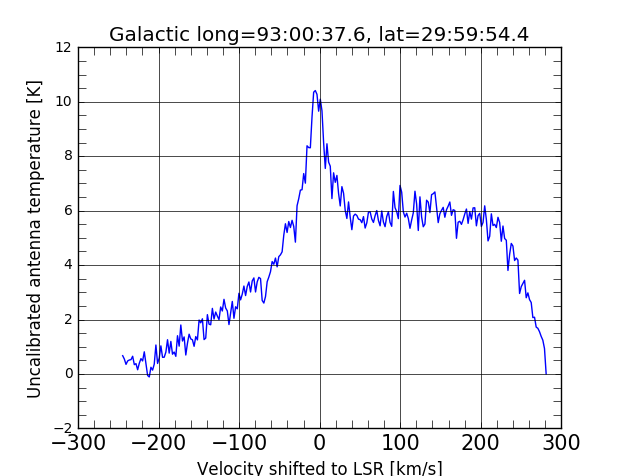 Galactic long=93:00:37.6, lat=29:59:54.4
12
10
8
6
4
2
0
−2
Uncalibrated antenna temperature [K]
−300 −200 −100 0 100 200 300
Velocity shifted to LSR [km/s]